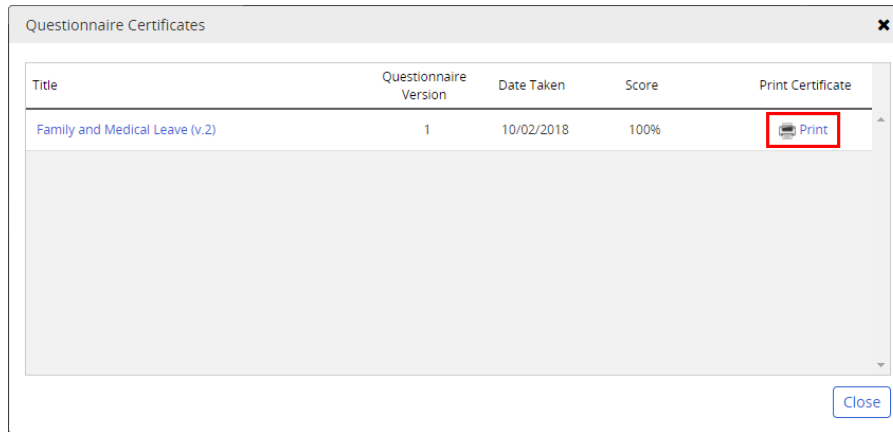 Questionnaire Certificates
Title Questionnaire Version Date Taken Score Print Certificate
Family and Medical Leave (v.2) 1 10/02/2018 100% Print
Close